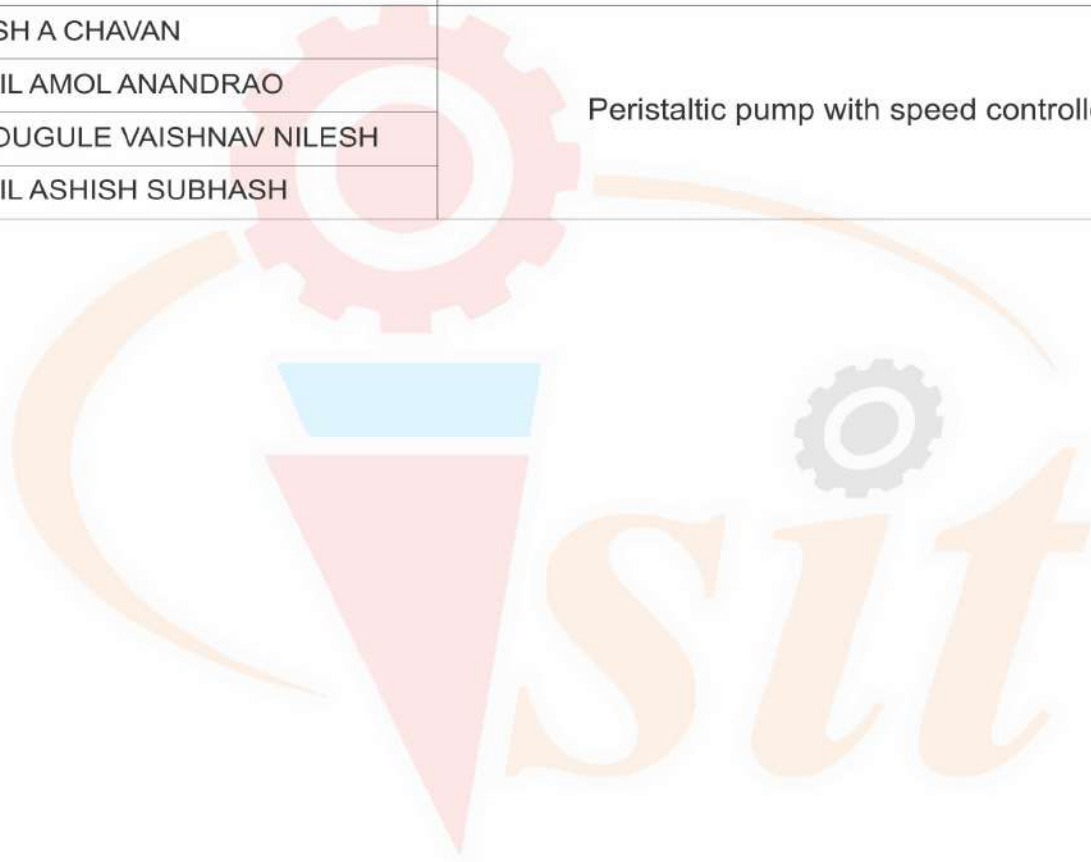 SH A CHAVAN
IL AMOL ANANDRAO
OUGULE VAISHNAV NILESH
IL ASHISH SUBHASH
Peristaltic pump with speed controll
sit